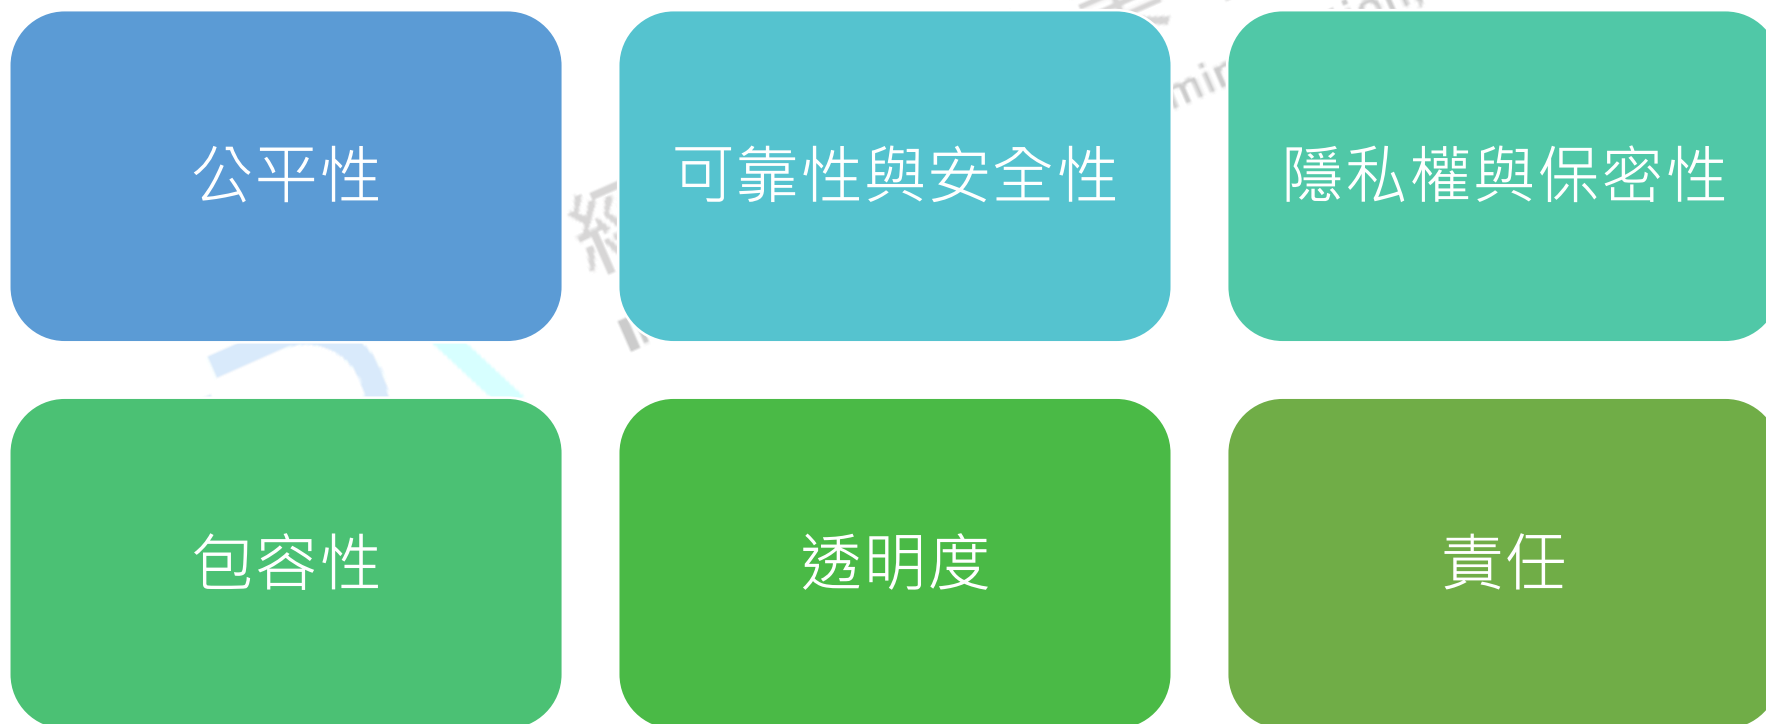 公平性
可靠性與安全性
隱私權與保密性
包容性
透明度
責任